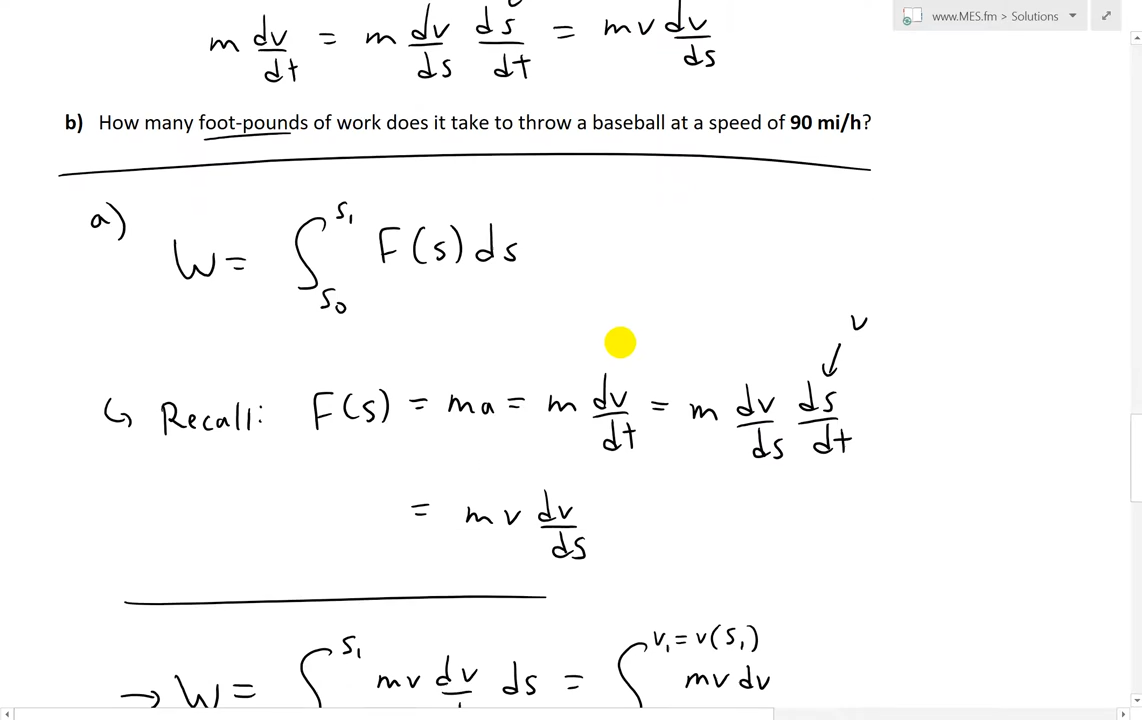 www.MES.fm > Solutions
m dv/dt = m dv/ds ds/dt = mv dv/ds
b) How many foot-pounds of work does it take to throw a baseball at a speed of 90 mi/h?
a)
W = ∫_{s₀}^{s₁} F(s) ds
v
↳ Recall: F(s) = ma = m dv/dt = m dv/ds ds/dt
= m v dv/ds
→ W = ∫^{s₁} mv dv/ ds = ∫^{v₁ = v(s₁)} mv dv